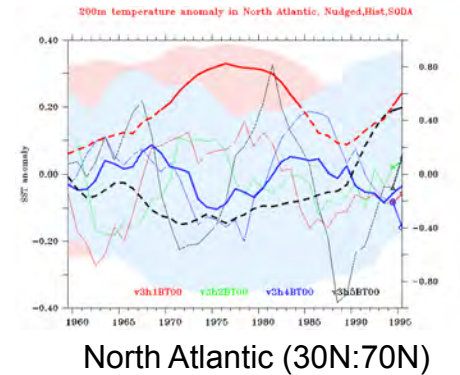 200m temperature anomaly in North Atlantic, Nudged,Hist,SODA
0.40
0.20
0.00
-0.20
-0.40
SST anomaly
0.80
0.40
0.00
-0.40
-0.80
v3h1BT00 v3h2BT00 v3h4BT00 v3h5BT00
1960 1965 1970 1975 1980 1985 1990 1995
North Atlantic (30N:70N)